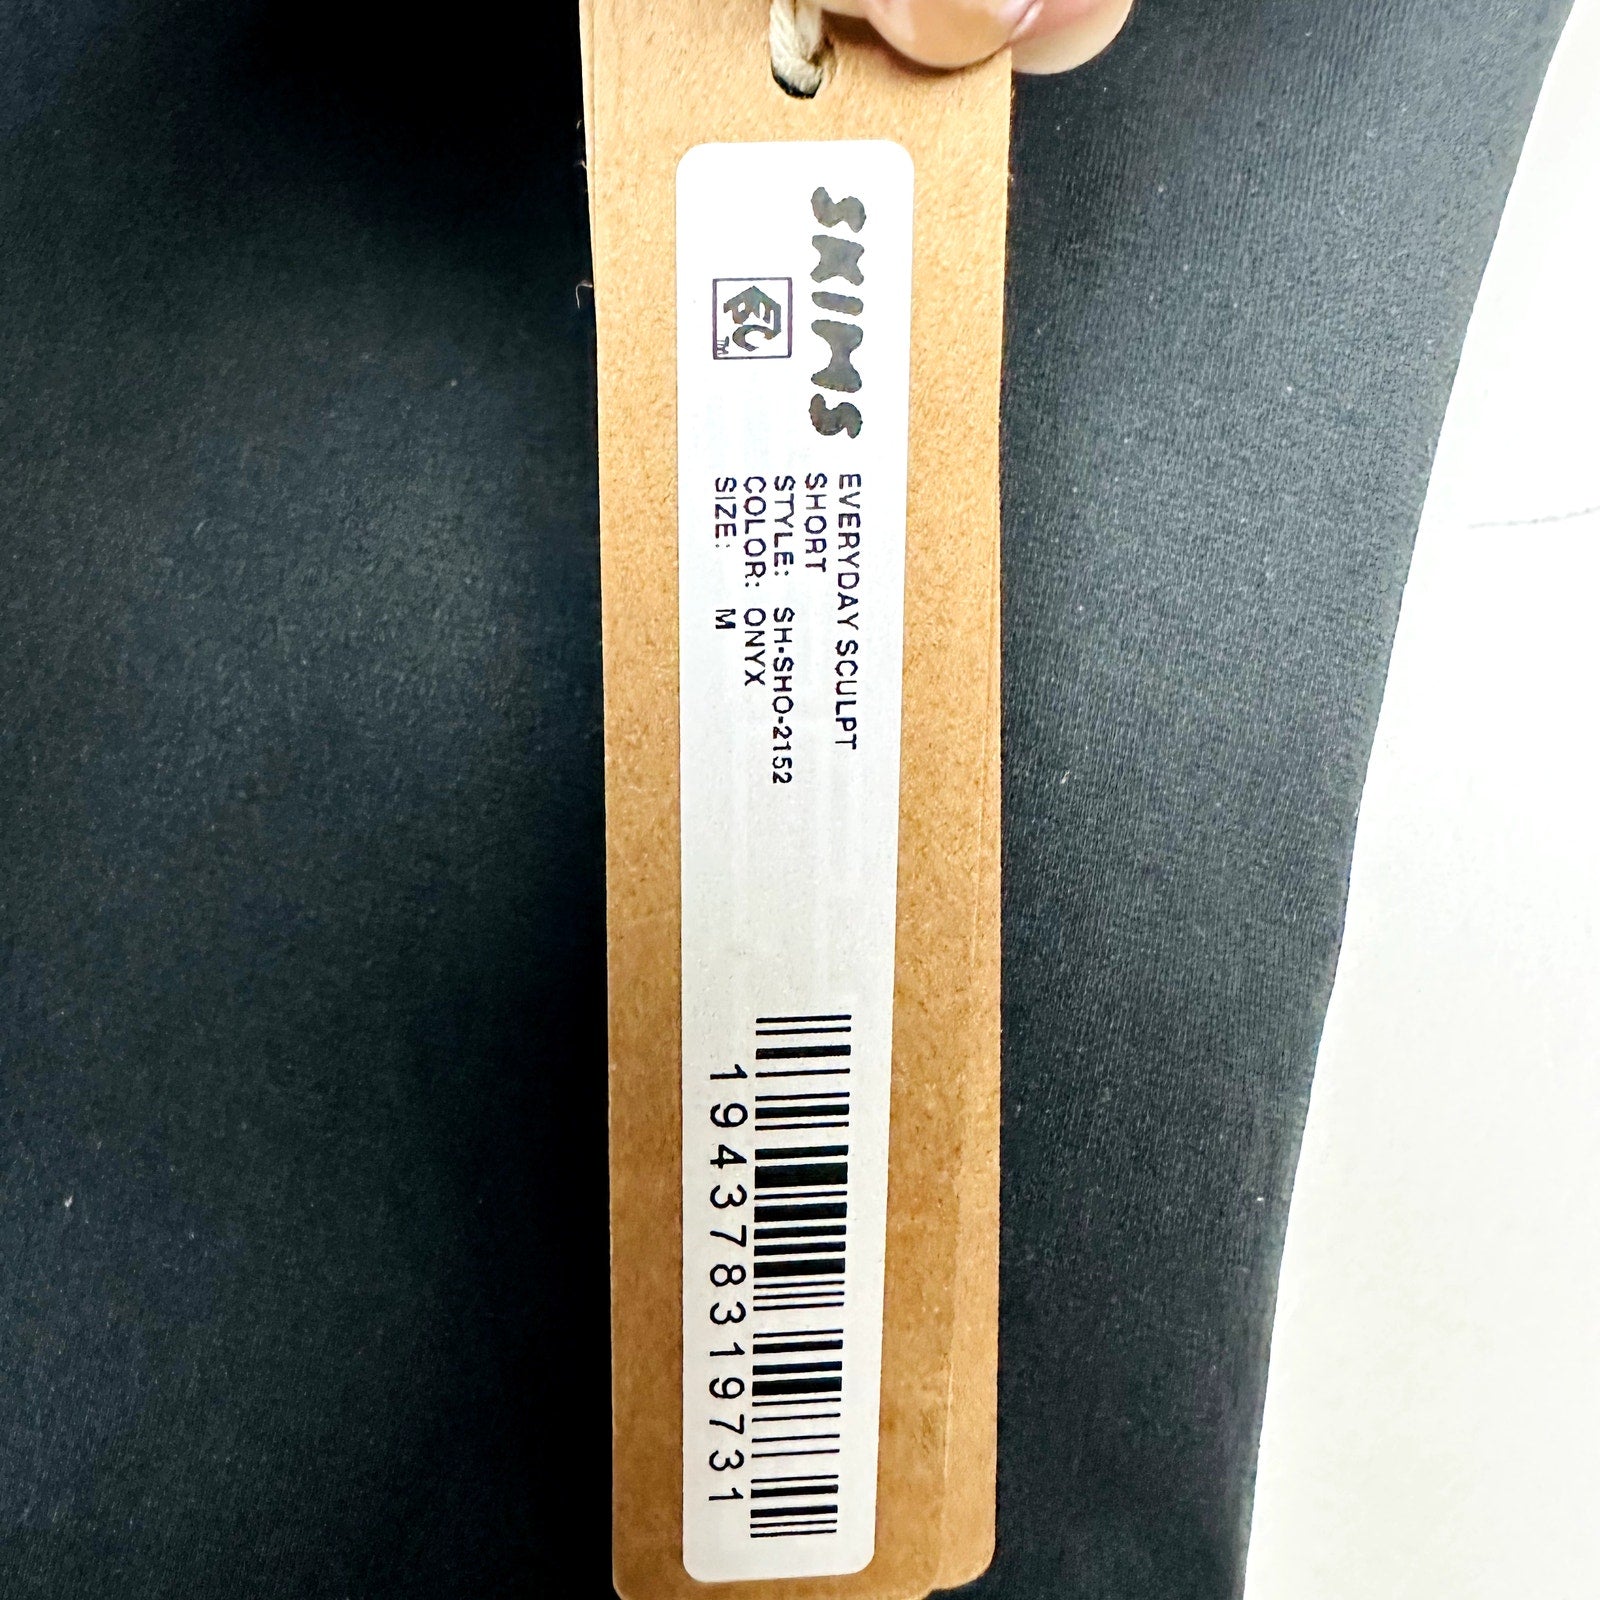 SKIMS
EVERYDAY SCULPT
SHORT
STYLE: SH-SHO-2152
COLOR: ONYX
SIZE: M
194378319731